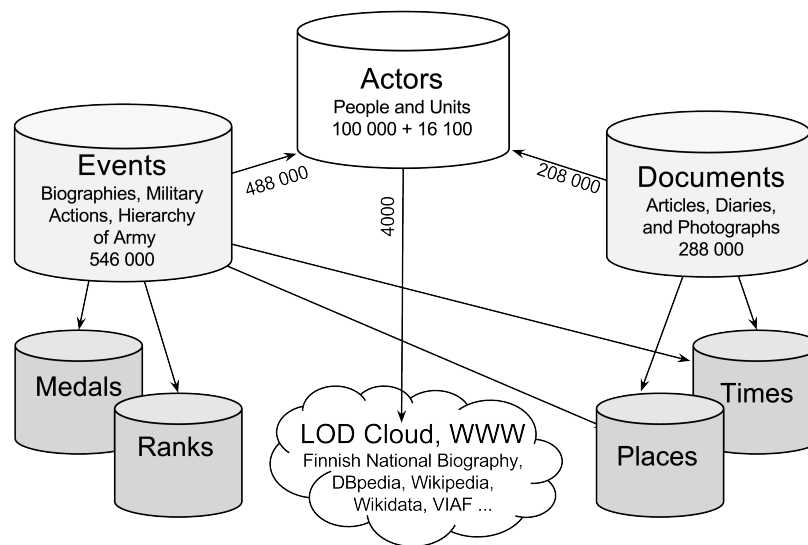 Actors
People and Units
100 000 + 16 100
Events
Biographies, Military
Actions, Hierarchy
of Army
546 000
488 000
4000
208 000
Documents
Articles, Diaries,
and Photographs
288 000
Medals
Ranks
LOD Cloud, WWW
Finnish National Biography,
DBpedia, Wikipedia,
Wikidata, VIAF ...
Places
Times